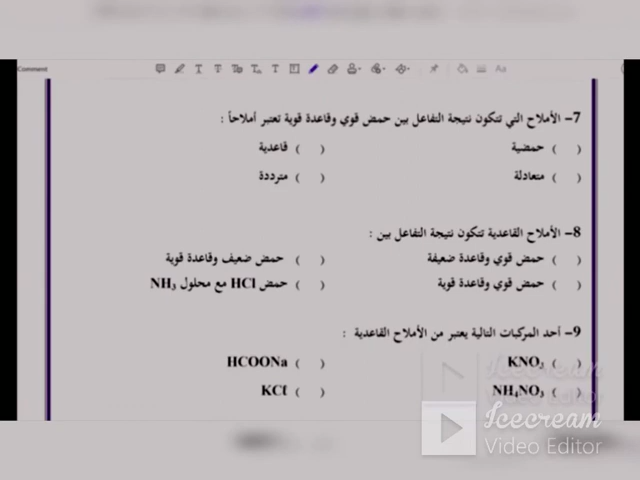 Comment
7- الأملاح التي تتكون نتيجة التفاعل بين حمض قوي وقاعدة قوية تعتبر أملاحاً :
( ) حمضية ( ) قاعدية
( ) متعادلة ( ) مترددة
8- الأملاح القاعدية تتكون نتيجة التفاعل بين :
( ) حمض قوي وقاعدة ضعيفة ( ) حمض ضعيف وقاعدة قوية
( ) حمض قوي وقاعدة قوية ( ) حمض HCl مع محلول NH₃
9- أحد المركبات التالية يعتبر من الأملاح القاعدية :
( ) KNO₃ ( ) HCOONa
( ) NH₄NO₃ ( ) KCℓ
Icecream
Video Editor